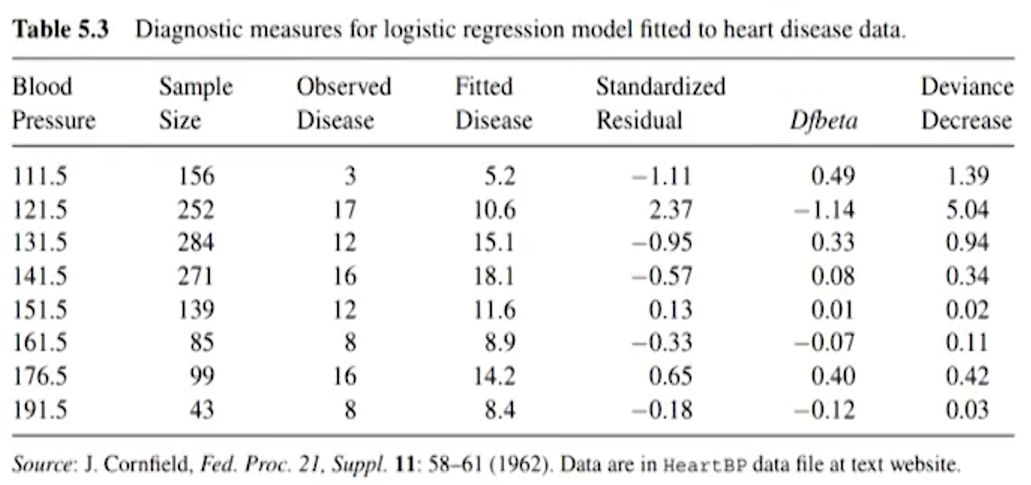 Table 5.3 Diagnostic measures for logistic regression model fitted to heart disease data.
Blood Sample Observed Fitted Standardized Deviance
Pressure Size Disease Disease Residual Dfbeta Decrease
111.5 156 3 5.2 −1.11 0.49 1.39
121.5 252 17 10.6 2.37 −1.14 5.04
131.5 284 12 15.1 −0.95 0.33 0.94
141.5 271 16 18.1 −0.57 0.08 0.34
151.5 139 12 11.6 0.13 0.01 0.02
161.5 85 8 8.9 −0.33 −0.07 0.11
176.5 99 16 14.2 0.65 0.40 0.42
191.5 43 8 8.4 −0.18 −0.12 0.03
Source: J. Cornfield, Fed. Proc. 21, Suppl. 11: 58–61 (1962). Data are in HeartBP data file at text website.